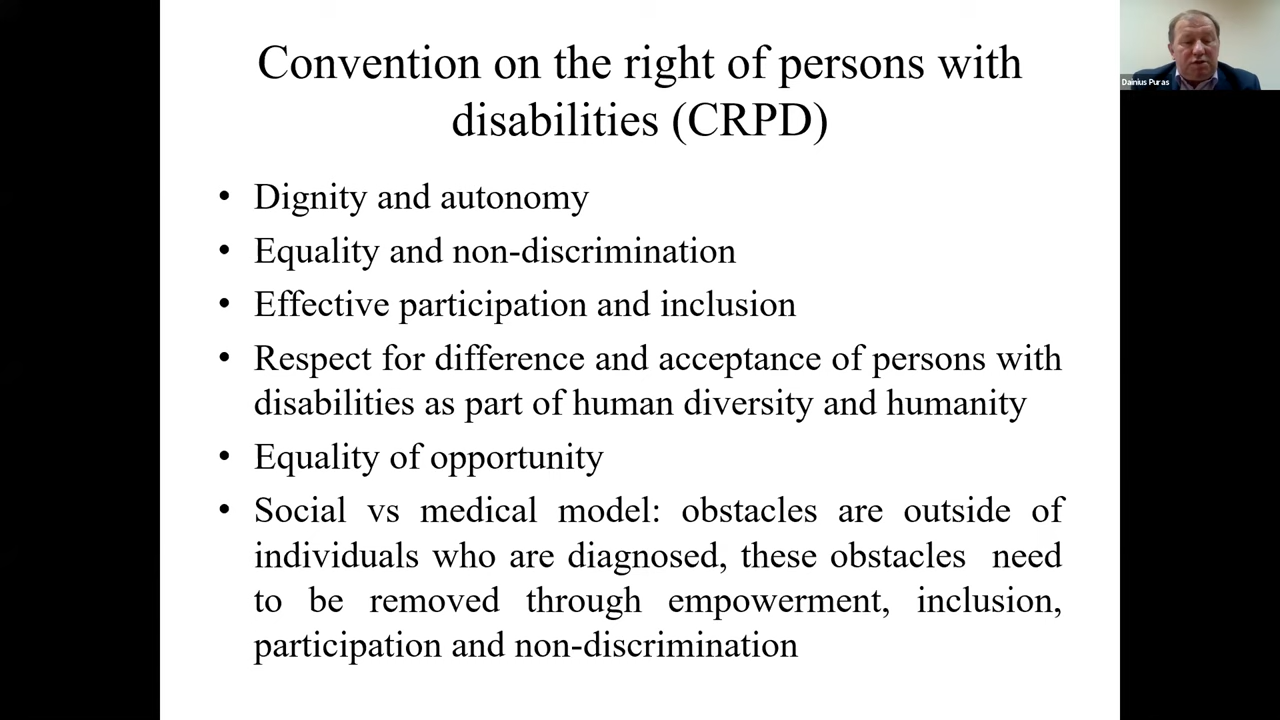 Convention on the right of persons with
disabilities (CRPD)
Dainius Puras
• Dignity and autonomy
• Equality and non-discrimination
• Effective participation and inclusion
• Respect for difference and acceptance of persons with
disabilities as part of human diversity and humanity
• Equality of opportunity
• Social vs medical model: obstacles are outside of
individuals who are diagnosed, these obstacles need
to be removed through empowerment, inclusion,
participation and non-discrimination